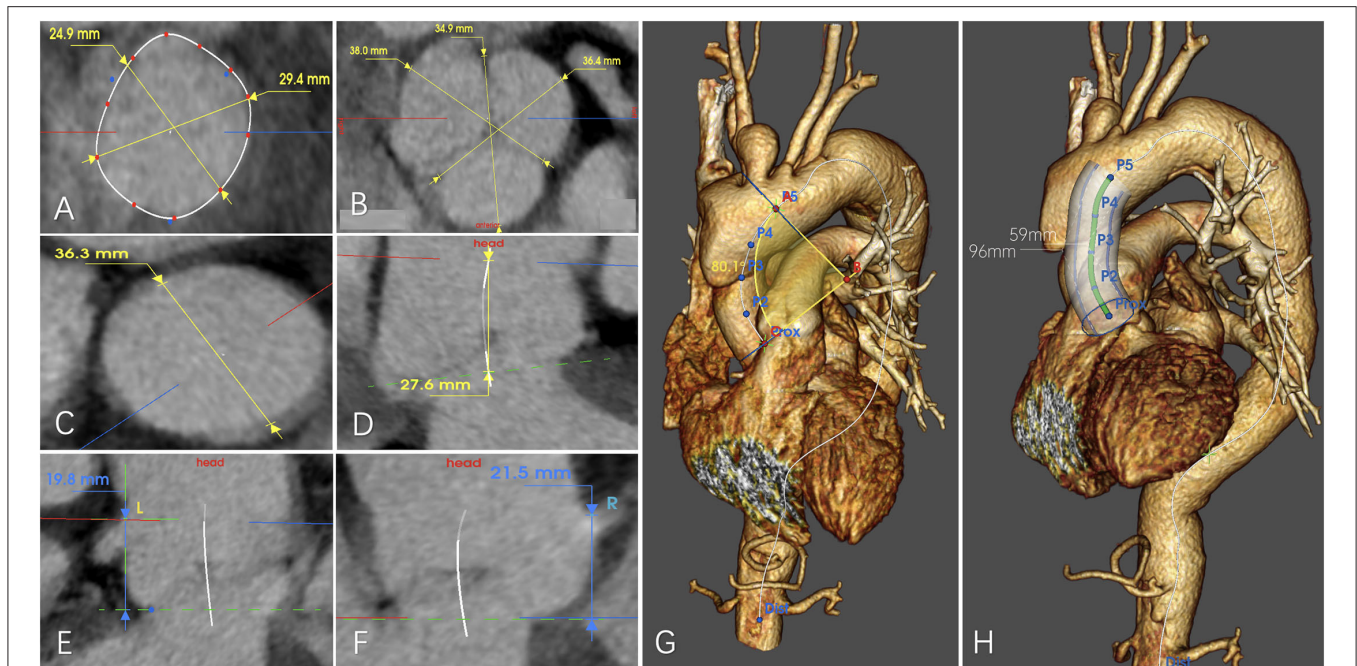 24.9 mm
29.4 mm
A
34.9 mm
38.0 mm
36.4 mm
B
anterior
36.3 mm
C
head
27.6 mm
D
head
19.8 mm
L
E
head
21.5 mm
R
F
P5
A
P4
80.1°
P3
B
P2
Prox
Dist
G
P5
P4
59mm
P3
96mm
P2
Prox
Dist
H